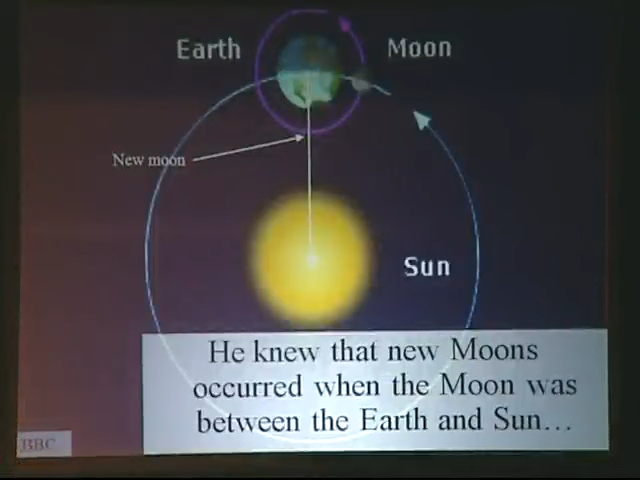 Earth
Moon
New moon
Sun
He knew that new Moons
occurred when the Moon was
between the Earth and Sun...
BBC